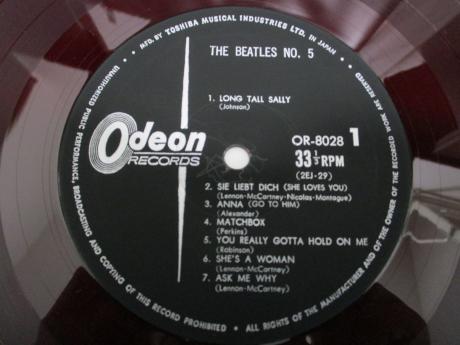 MFD. BY TOSHIBA MUSICAL INDUSTRIES LTD. IN JAPAN
THE BEATLES NO. 5
1. LONG TALL SALLY
(Johnson)
Odeon
RECORDS
OR-8028 1
33⅓ RPM
(2EJ-29)
2. SIE LIEBT DICH (SHE LOVES YOU)
(Lennon-McCartney-Nicolas-Montague)
3. ANNA (GO TO HIM)
(Alexander)
4. MATCHBOX
(Perkins)
5. YOU REALLY GOTTA HOLD ON ME
(Robinson)
6. SHE'S A WOMAN
(Lennon-McCartney)
7. ASK ME WHY
(Lennon-McCartney)
UNAUTHORIZED PUBLIC PERFORMANCE, BROADCASTING AND COPYING OF THIS RECORD PROHIBITED • ALL RIGHTS OF THE MANUFACTURER AND OF THE OWNER OF THE RECORDED WORK ARE RESERVED